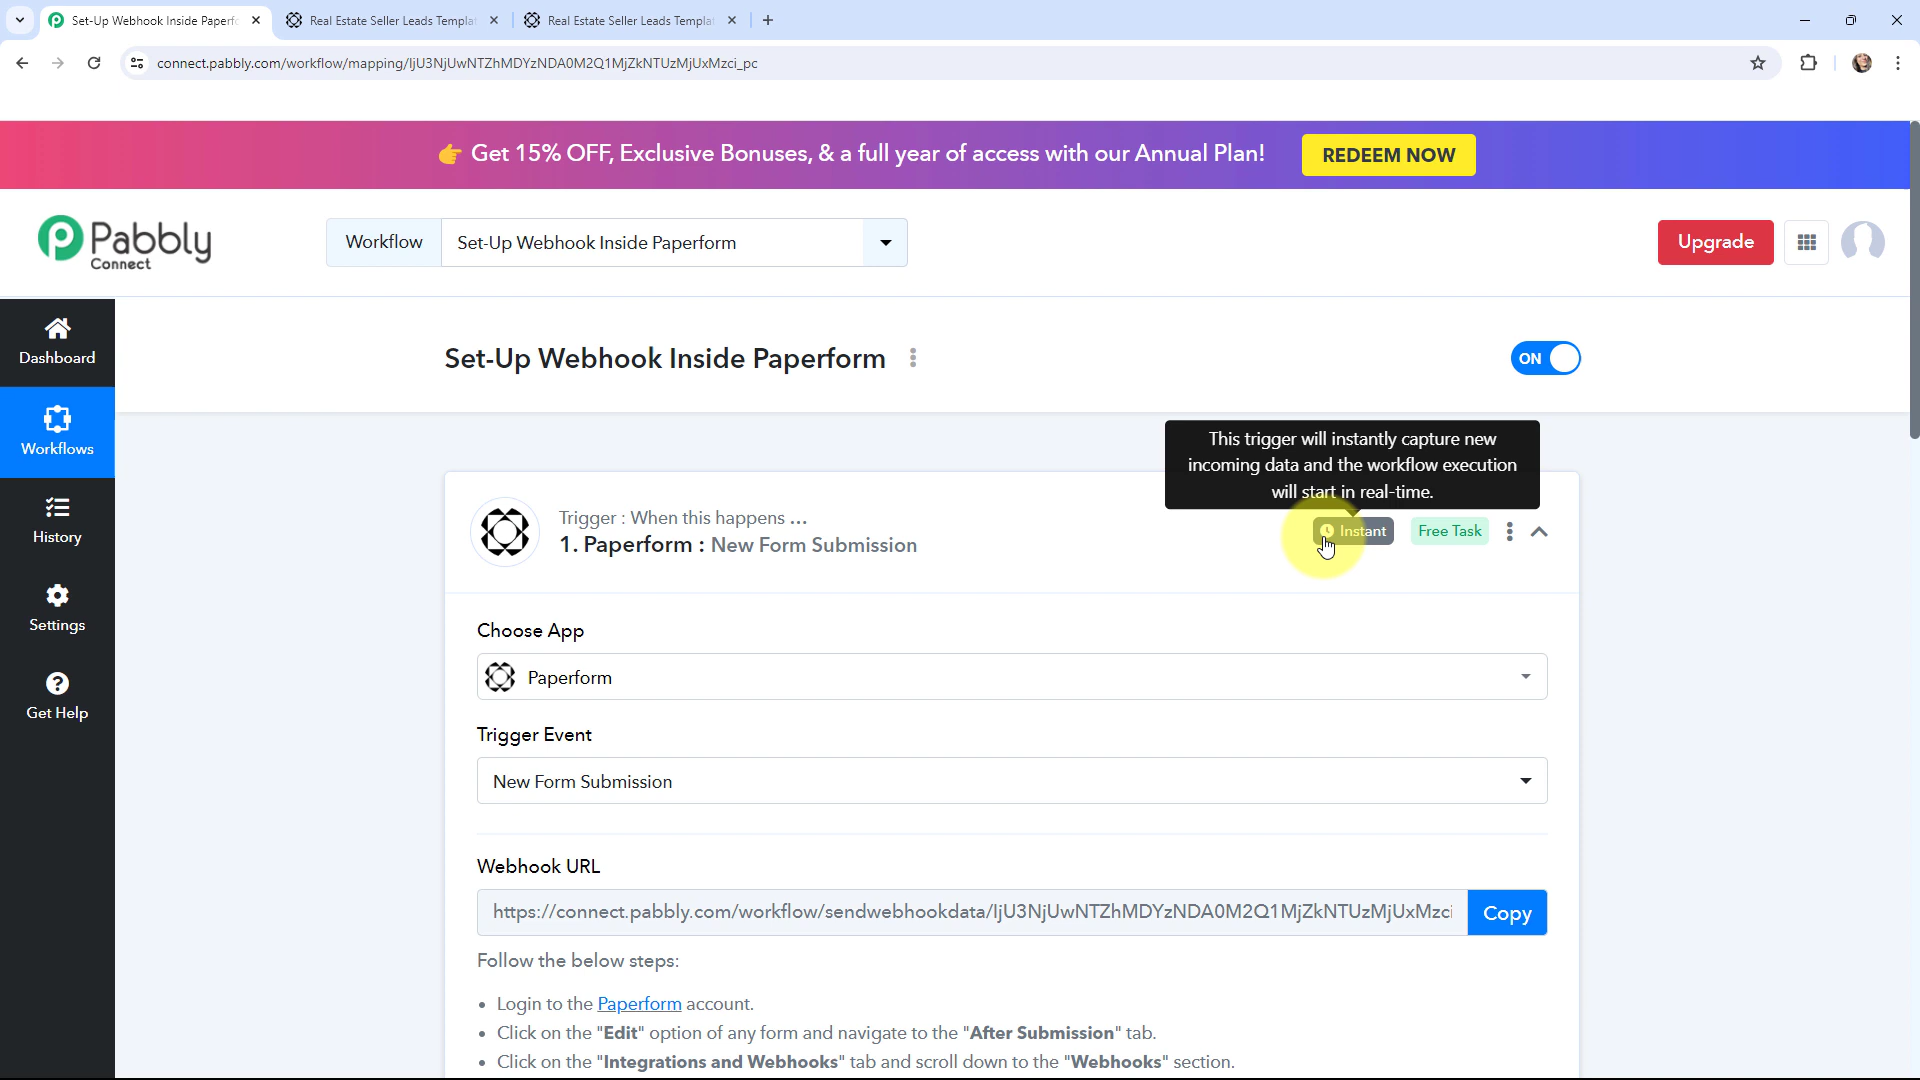 Set-Up Webhook Inside Paperfo
Real Estate Seller Leads Templat
Real Estate Seller Leads Templat
connect.pabbly.com/workflow/mapping/IjU3NjUwNTZhMDYzNDA0M2Q1MjZkNTUzMjUxMzci_pc
Get 15% OFF, Exclusive Bonuses, & a full year of access with our Annual Plan!
REDEEM NOW
Pabbly
Connect
Workflow
Set-Up Webhook Inside Paperform
Upgrade
Dashboard
Workflows
History
Settings
Get Help
Set-Up Webhook Inside Paperform
ON
This trigger will instantly capture new
incoming data and the workflow execution
will start in real-time.
Trigger : When this happens ...
1. Paperform : New Form Submission
Instant
Free Task
Choose App
Paperform
Trigger Event
New Form Submission
Webhook URL
https://connect.pabbly.com/workflow/sendwebhookdata/IjU3NjUwNTZhMDYzNDA0M2Q1MjZkNTUzMjUxMzci
Copy
Follow the below steps:
• Login to the Paperform account.
• Click on the "Edit" option of any form and navigate to the "After Submission" tab.
• Click on the "Integrations and Webhooks" tab and scroll down to the "Webhooks" section.